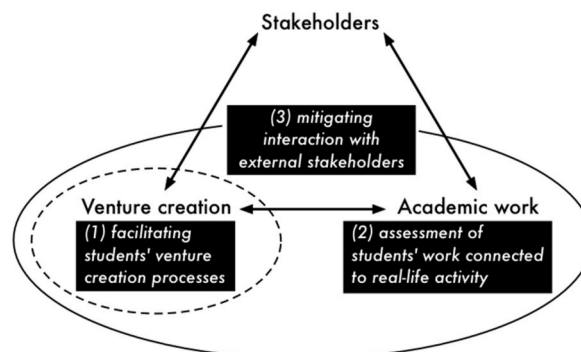 Stakeholders
(3) mitigating
interaction with
external stakeholders
Venture creation
(1) facilitating
students' venture
creation processes
Academic work
(2) assessment of
students' work connected
to real-life activity